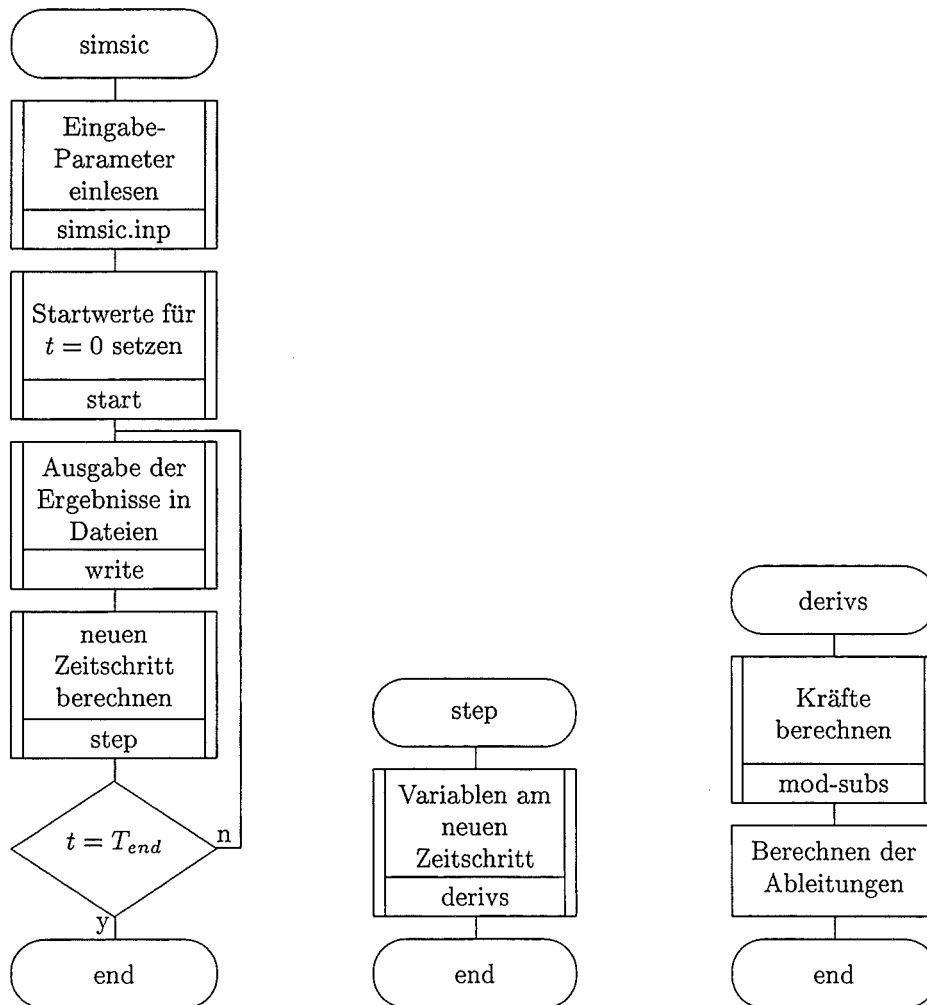 simsic
Eingabe-
Parameter
einlesen
simsic.inp
Startwerte für
t = 0 setzen
start
Ausgabe der
Ergebnisse in
Dateien
write
neuen
Zeitschritt
berechnen
step
t = T_end
n
y
end
step
Variablen am
neuen
Zeitschritt
derivs
end
derivs
Kräfte
berechnen
mod-subs
Berechnen der
Ableitungen
end